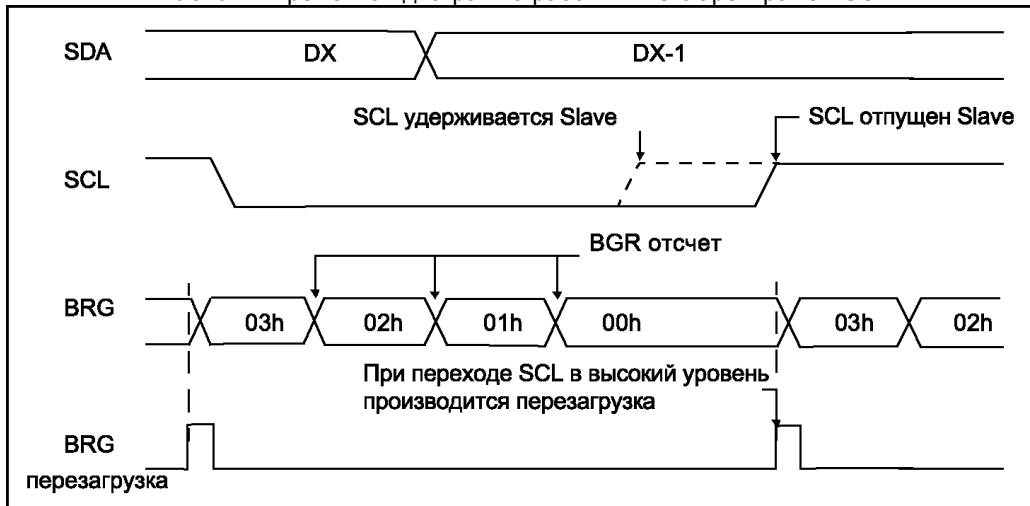 SDA DX DX-1
SCL удерживается Slave SCL отпущен Slave
SCL
BGR отсчет
BRG 03h 02h 01h 00h 03h 02h
При переходе SCL в высокий уровень
производится перезагрузка
BRG
перезагрузка